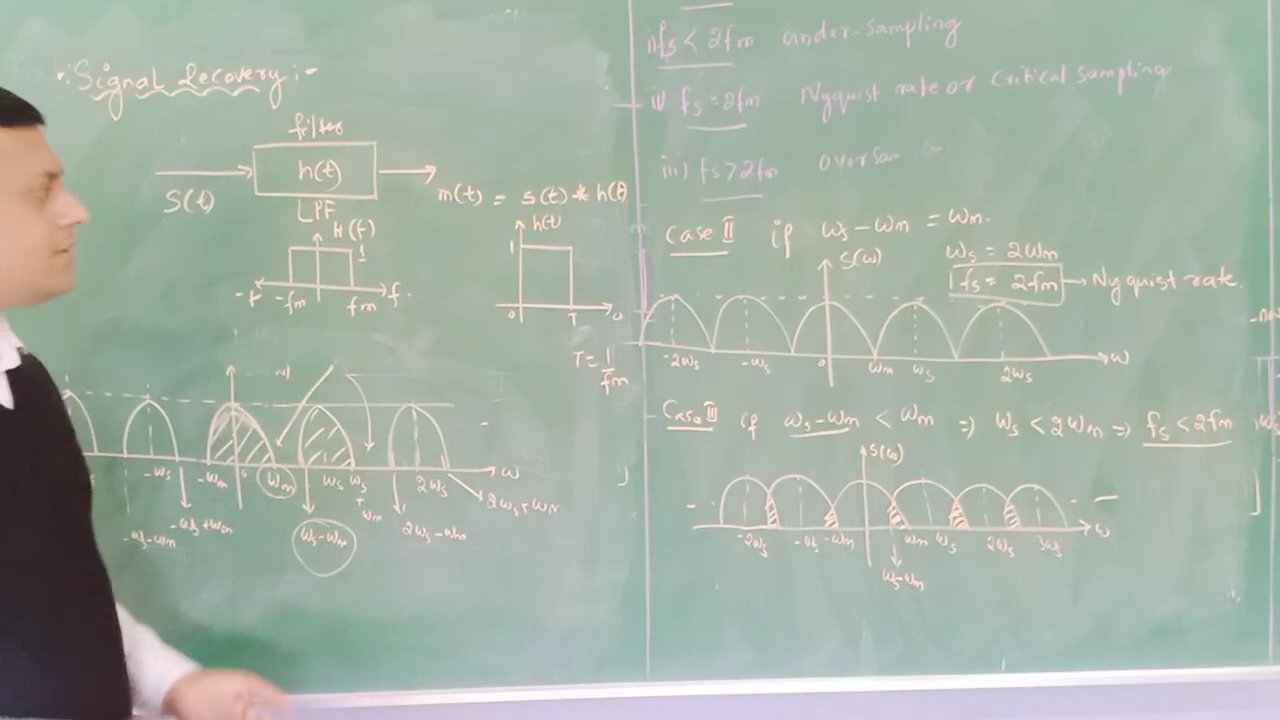 :Signal Recovery:-
filter
h(t)
S(t)
LPF
m(t) = s(t) * h(t)
H(f)
1
-f -fm fm f
h(t)
1
0 T
T = 1/fm
-ωs -ωm ωm ωs ωs+ωm 2ωs
-ωs-ωm -ωs+ωm ωs-ωm 2ωs-ωm 2ωs+ωm
ω
i) fs < 2fm under-sampling
ii) fs = 2fm Nyquist rate or Critical Sampling
iii) fs > 2fm
Case II if ωs-ωm = ωm.
ωs = 2ωm
fs = 2fm → Nyquist rate.
S(ω)
-2ωs -ωs 0 ωm ωs 2ωs ω
Case III if ωs-ωm < ωm ⇒ ωs < 2ωm ⇒ fs < 2fm
S(ω)
-2ωs -ωs -ωm ωm ωs 2ωs 3ωs ω
ωs-ωm